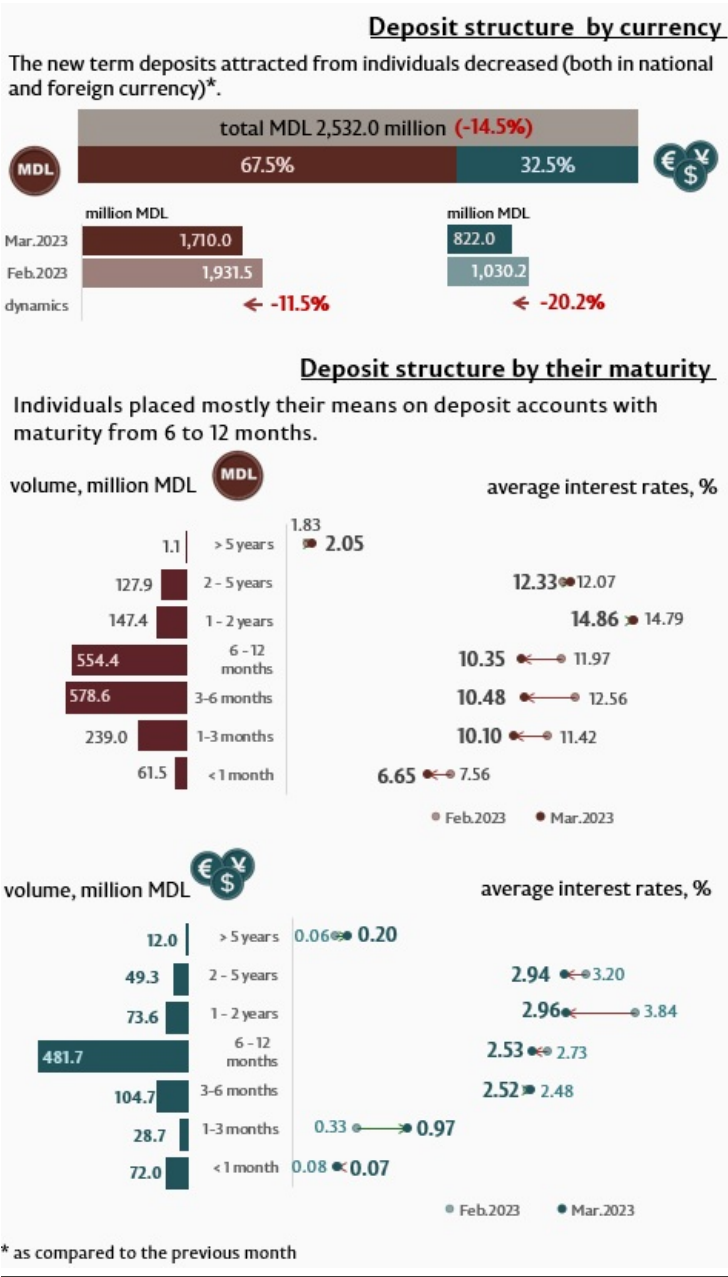 Deposit structure by currency
The new term deposits attracted from individuals decreased (both in national
and foreign currency)*.
total MDL 2,532.0 million (-14.5%)
MDL 67.5% 32.5% € ¥ $
million MDL million MDL
Mar.2023 1,710.0 822.0
Feb.2023 1,931.5 1,030.2
dynamics -11.5% -20.2%
Deposit structure by their maturity
Individuals placed mostly their means on deposit accounts with
maturity from 6 to 12 months.
volume, million MDL MDL average interest rates, %
1.83
1.1 > 5 years 2.05
127.9 2 - 5 years 12.33 12.07
147.4 1 - 2 years 14.86 14.79
554.4 6 - 12 10.35 11.97
months
578.6 3-6 months 10.48 12.56
239.0 1-3 months 10.10 11.42
61.5 < 1 month 6.65 7.56
Feb.2023 Mar.2023
€ ¥ $
volume, million MDL average interest rates, %
12.0 > 5 years 0.06 0.20
49.3 2 - 5 years 2.94 3.20
73.6 1 - 2 years 2.96 3.84
481.7 6 - 12 2.53 2.73
months
104.7 3-6 months 2.52 2.48
28.7 1-3 months 0.33 0.97
72.0 < 1 month 0.08 0.07
Feb.2023 Mar.2023
* as compared to the previous month